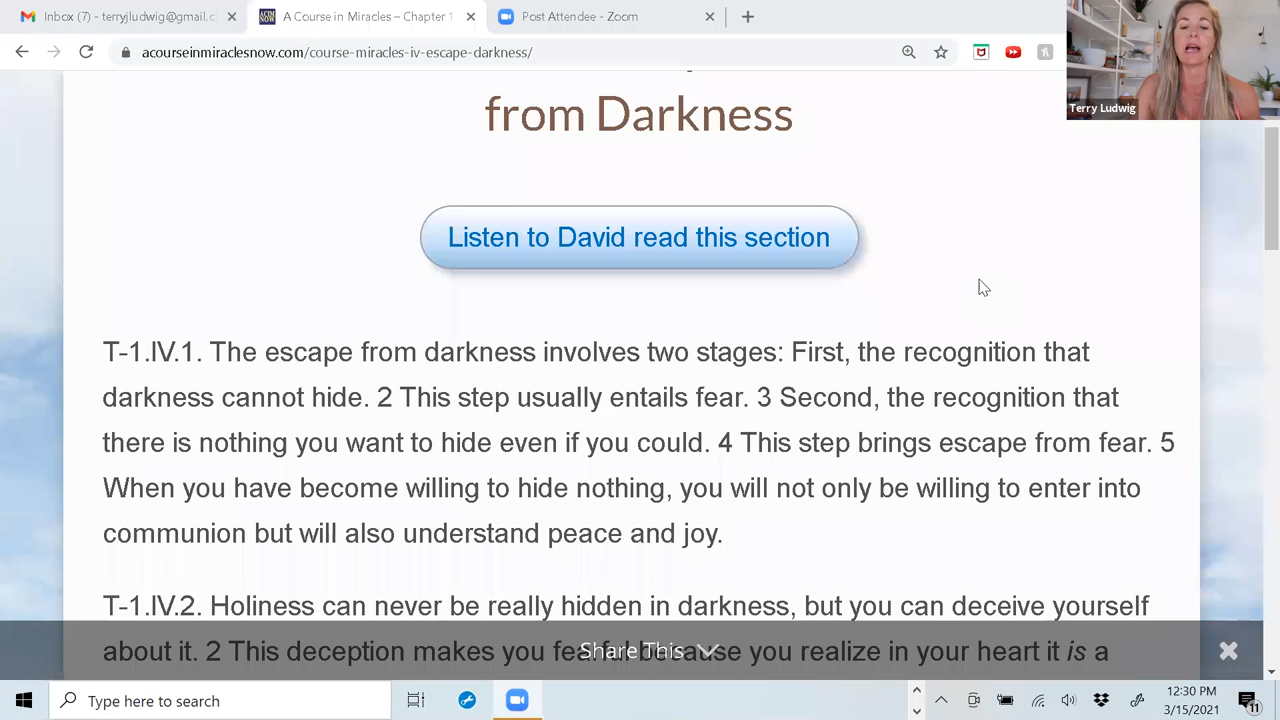 Inbox (7) - terryjludwig@gmail.c
A Course in Miracles – Chapter 1
Post Attendee - Zoom
acourseinmiraclesnow.com/course-miracles-iv-escape-darkness/
Terry Ludwig
from Darkness
Listen to David read this section
T-1.IV.1. The escape from darkness involves two stages: First, the recognition that
darkness cannot hide. 2 This step usually entails fear. 3 Second, the recognition that
there is nothing you want to hide even if you could. 4 This step brings escape from fear. 5
When you have become willing to hide nothing, you will not only be willing to enter into
communion but will also understand peace and joy.
T-1.IV.2. Holiness can never be really hidden in darkness, but you can deceive yourself
about it. 2 This deception makes you fearful because you realize in your heart it is a
Share This
Type here to search
12:30 PM
3/15/2021
11